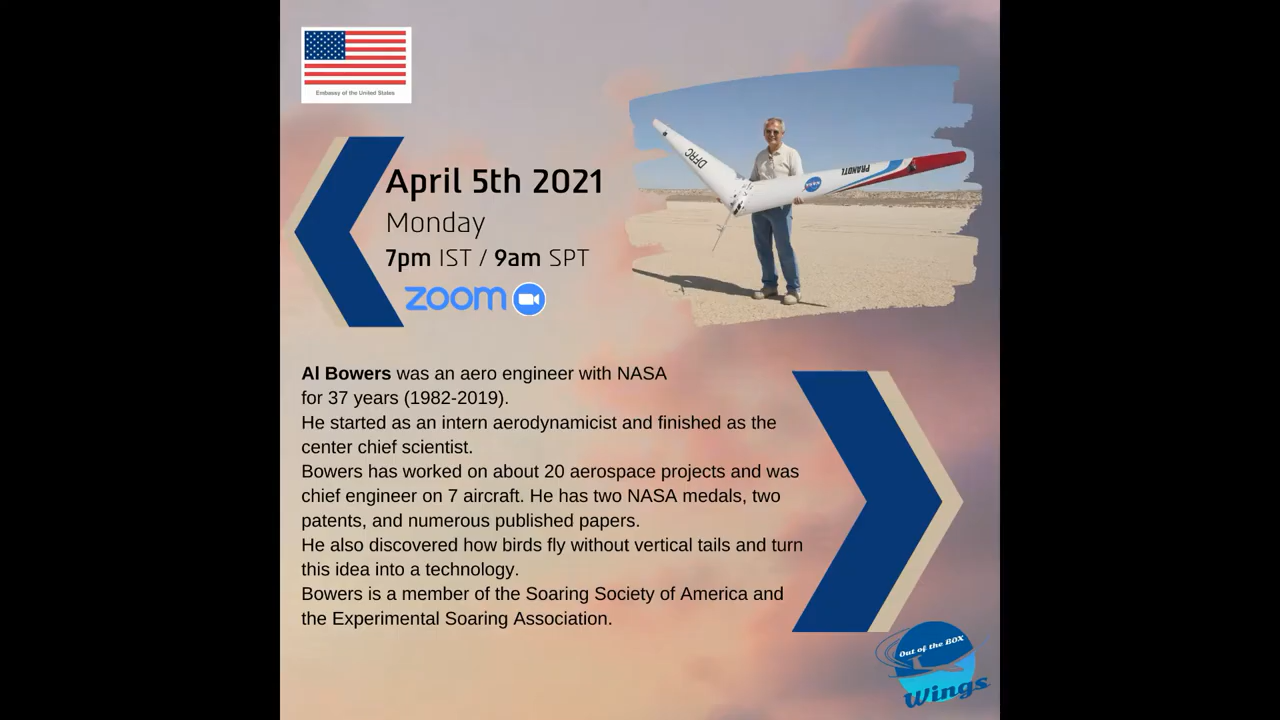 Embassy of the United States
April 5th 2021
Monday
7pm IST / 9am SPT
zoom
DFRC
PRANDTL
NASA
Al Bowers was an aero engineer with NASA
for 37 years (1982-2019).
He started as an intern aerodynamicist and finished as the
center chief scientist.
Bowers has worked on about 20 aerospace projects and was
chief engineer on 7 aircraft. He has two NASA medals, two
patents, and numerous published papers.
He also discovered how birds fly without vertical tails and turn
this idea into a technology.
Bowers is a member of the Soaring Society of America and
the Experimental Soaring Association.
Out of the BOX
Wings